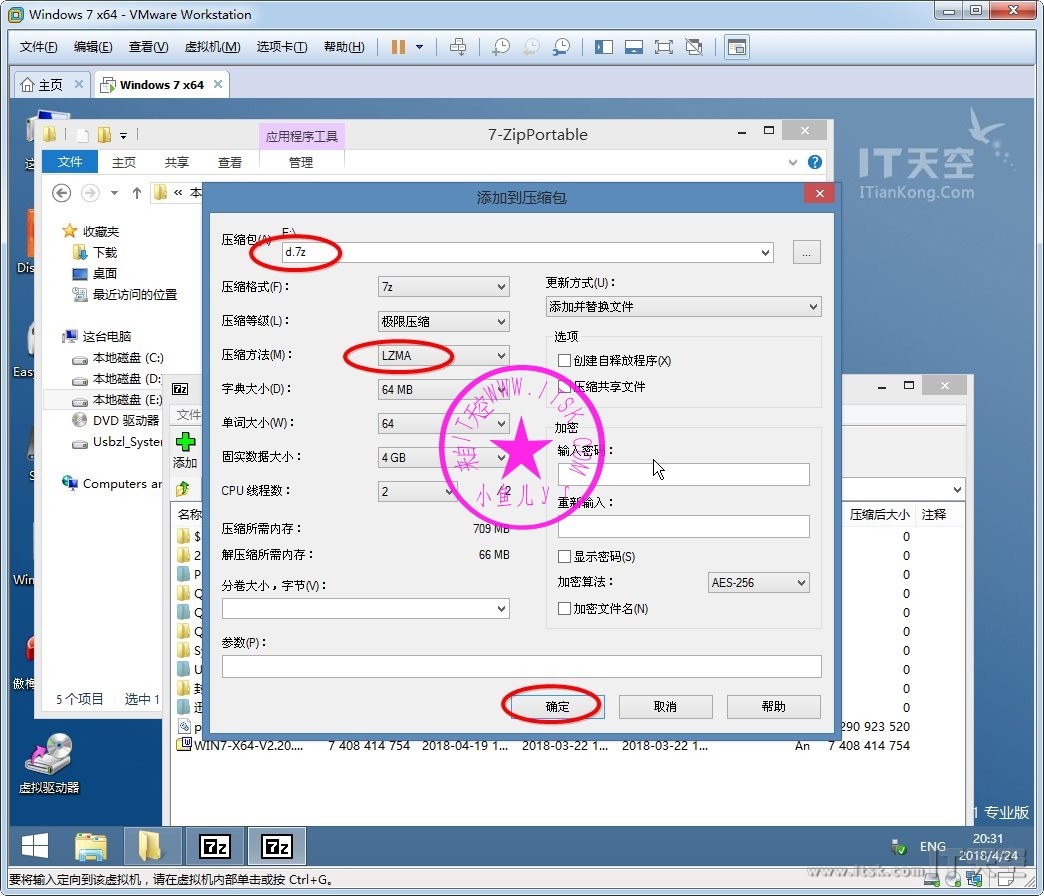 Windows 7 x64 - VMware Workstation
文件(F) 编辑(E) 查看(V) 虚拟机(M) 选项卡(T) 帮助(H)
主页 Windows 7 x64
IT天空
ITianKong.Com
应用程序工具 7-ZipPortable
文件 主页 共享 查看 管理
« 本
添加到压缩包
收藏夹
下载
桌面
最近访问的位置
这台电脑
本地磁盘 (C:)
本地磁盘 (D:
本地磁盘 (E:)
DVD 驱动器
Usbzl_System
Computers ar
5 个项目 选中 1
压缩包(A) E:\
d.7z
...
压缩格式(F): 7z
压缩等级(L): 极限压缩
压缩方法(M): LZMA
字典大小(D): 64 MB
单词大小(W): 64
固实数据大小: 4 GB
CPU 线程数: 2 / 2
压缩所需内存: 709 MB
解压缩所需内存: 66 MB
分卷大小,字节(V):
参数(P):
更新方式(U):
添加并替换文件
选项
创建自释放程序(X)
压缩共享文件
加密
输入密码:
重新输入:
显示密码(S)
加密算法: AES-256
加密文件名(N)
确定 取消 帮助
来自IT天空WWW.ITSK.COM
小鱼儿yr
7z
文件
添加
名称 压缩后大小 注释
$ 0
2 0
P 0
Q 0
Q 0
Q 0
S 0
U 0
封 0
迅 0
p 290 923 520
WIN7-X64-V2.20.... 7 408 414 754 2018-04-19 1... 2018-03-22 1... 2018-03-22 1... An 7 408 414 754
Dis
Easy
Win
傲梅
虚拟驱动器
1 专业版
7z 7z
ENG
20:31
2018/4/24
要将输入定向到该虚拟机,请在虚拟机内部单击或按 Ctrl+G。
www.itsk.com IT天空